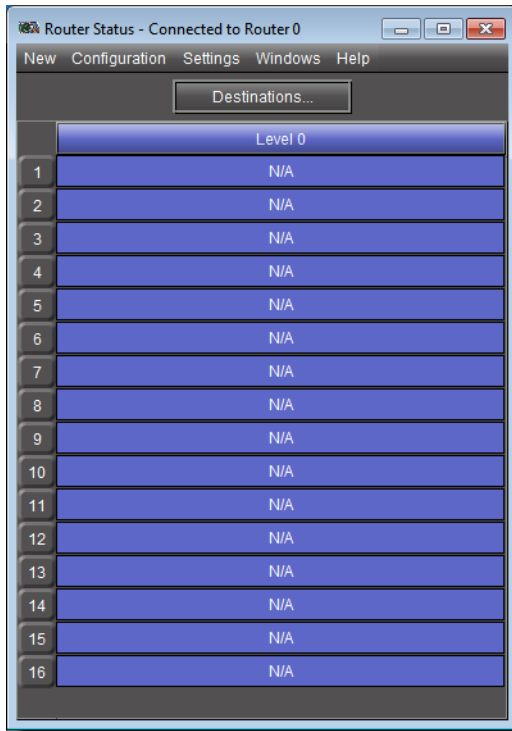 Router Status - Connected to Router 0
New Configuration Settings Windows Help
Destinations...
Level 0
1 N/A
2 N/A
3 N/A
4 N/A
5 N/A
6 N/A
7 N/A
8 N/A
9 N/A
10 N/A
11 N/A
12 N/A
13 N/A
14 N/A
15 N/A
16 N/A